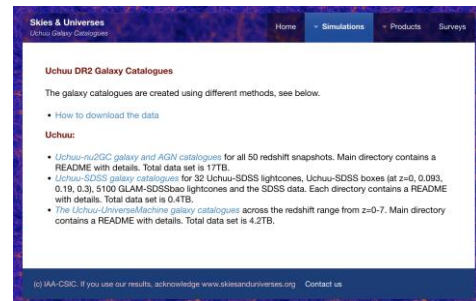 Skies & Universes
Uchuu Galaxy Catalogues
Home Simulations Products Surveys
Uchuu DR2 Galaxy Catalogues
The galaxy catalogues are created using different methods, see below.
• How to download the data
Uchuu:
• Uchuu-nu2GC galaxy and AGN catalogues for all 50 redshift snapshots. Main directory contains a
README with details. Total data set is 17TB.
• Uchuu-SDSS galaxy catalogues for 32 Uchuu-SDSS lightcones, Uchuu-SDSS boxes (at z=0, 0.093,
0.19, 0.3), 5100 GLAM-SDSSbao lightcones and the SDSS data. Each directory contains a README
with details. Total data set is 0.4TB.
• The Uchuu-UniverseMachine galaxy catalogues across the redshift range from z=0-7. Main directory
contains a README with details. Total data set is 4.2TB.
(c) IAA-CSIC. If you use our results, acknowledge www.skiesanduniverses.org Contact us